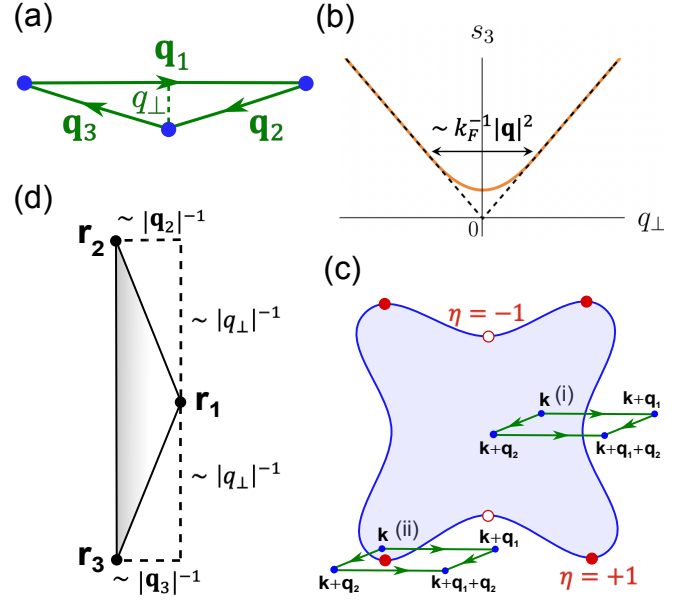 (a)
q₁
q⊥
q₃
q₂
(b)
s₃
~ k_F⁻¹|q|²
0
q⊥
(d)
~ |q₂|⁻¹
r₂
~ |q⊥|⁻¹
r₁
~ |q⊥|⁻¹
r₃
~ |q₃|⁻¹
(c)
η = −1
k (i)
k+q₁
k+q₂
k+q₁+q₂
k (ii)
k+q₁
k+q₂
k+q₁+q₂
η = +1